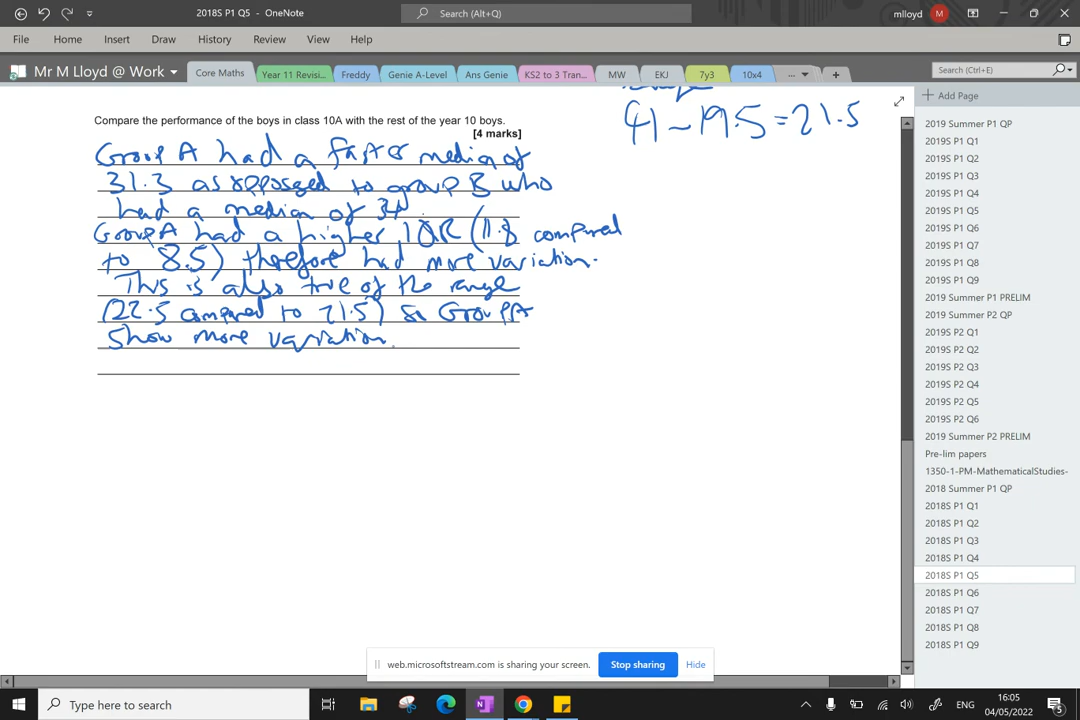 2018S P1 Q5 - OneNote
Search (Alt+Q)
mlloyd
M
File Home Insert Draw History Review View Help
Mr M Lloyd @ Work
Core Maths
Year 11 Revisi...
Freddy
Genie A-Level
Ans Genie
KS2 to 3 Tran...
MW
EKJ
7y3
10x4
...
Search (Ctrl+E)
Add Page
41 - 19.5 = 21.5
Compare the performance of the boys in class 10A with the rest of the year 10 boys.
[4 marks]
Group A had a faster median of
31.3 as opposed to group B who
had a median of 34.
Group A had a higher IQR (11.8 compared
to 8.5) therefore had more variation.
This is also true of the range
(22.5 compared to 21.5) so Group A
show more variation.
2019 Summer P1 QP
2019S P1 Q1
2019S P1 Q2
2019S P1 Q3
2019S P1 Q4
2019S P1 Q5
2019S P1 Q6
2019S P1 Q7
2019S P1 Q8
2019S P1 Q9
2019 Summer P1 PRELIM
2019 Summer P2 QP
2019S P2 Q1
2019S P2 Q2
2019S P2 Q3
2019S P2 Q4
2019S P2 Q5
2019S P2 Q6
2019 Summer P2 PRELIM
Pre-lim papers
1350-1-PM-MathematicalStudies-
2018 Summer P1 QP
2018S P1 Q1
2018S P1 Q2
2018S P1 Q3
2018S P1 Q4
2018S P1 Q5
2018S P1 Q6
2018S P1 Q7
2018S P1 Q8
2018S P1 Q9
web.microsoftstream.com is sharing your screen.
Stop sharing
Hide
Type here to search
ENG
16:05
04/05/2022
5